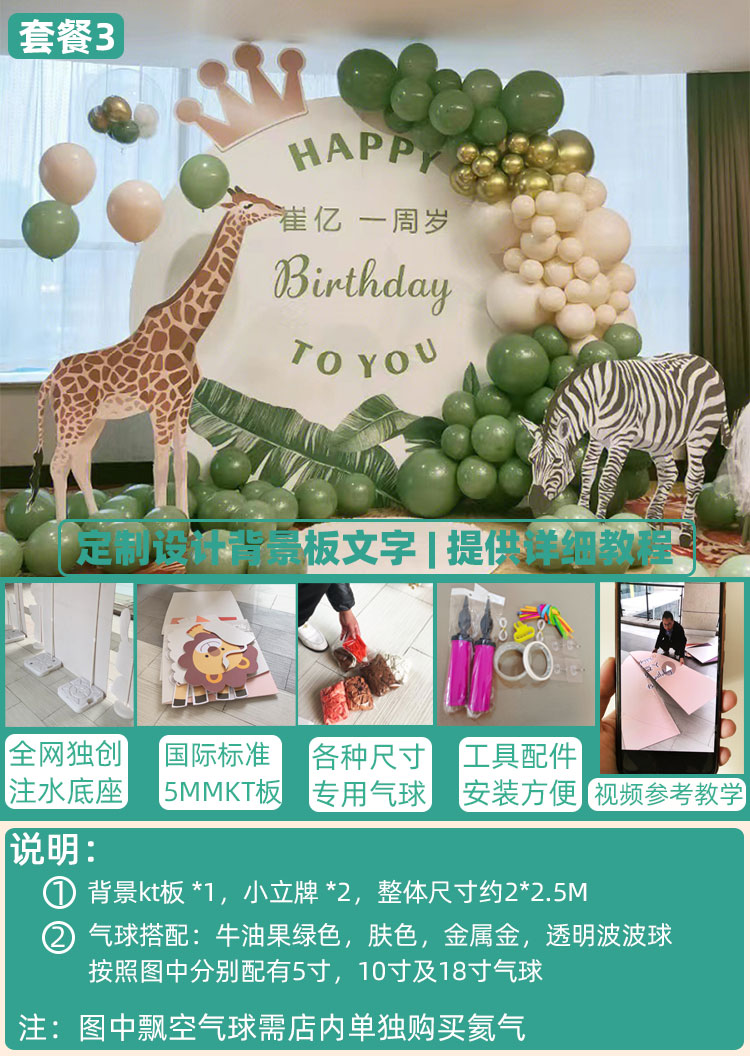 套餐3
HAPPY
崔亿 一周岁
Birthday
TO YOU
定制设计背景板文字 | 提供详细教程
全网独创
注水底座
国际标准
5MMKT板
各种尺寸
专用气球
工具配件
安装方便
视频参考教学
说明：
① 背景kt板 *1，小立牌 *2，整体尺寸约2*2.5M
② 气球搭配：牛油果绿色，肤色，金属金，透明波波球
按照图中分别配有5寸，10寸及18寸气球
注：图中飘空气球需店内单独购买氦气